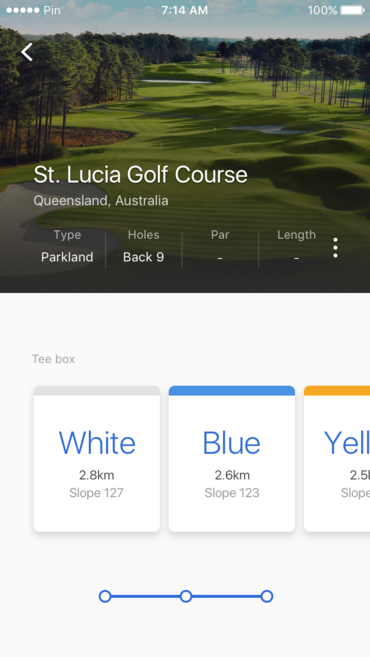 Pin 7:14 AM 100%
St. Lucia Golf Course
Queensland, Australia
Type Holes Par Length
Parkland Back 9 - -
Tee box
White Blue Yell
2.8km 2.6km 2.5k
Slope 127 Slope 123 Slope